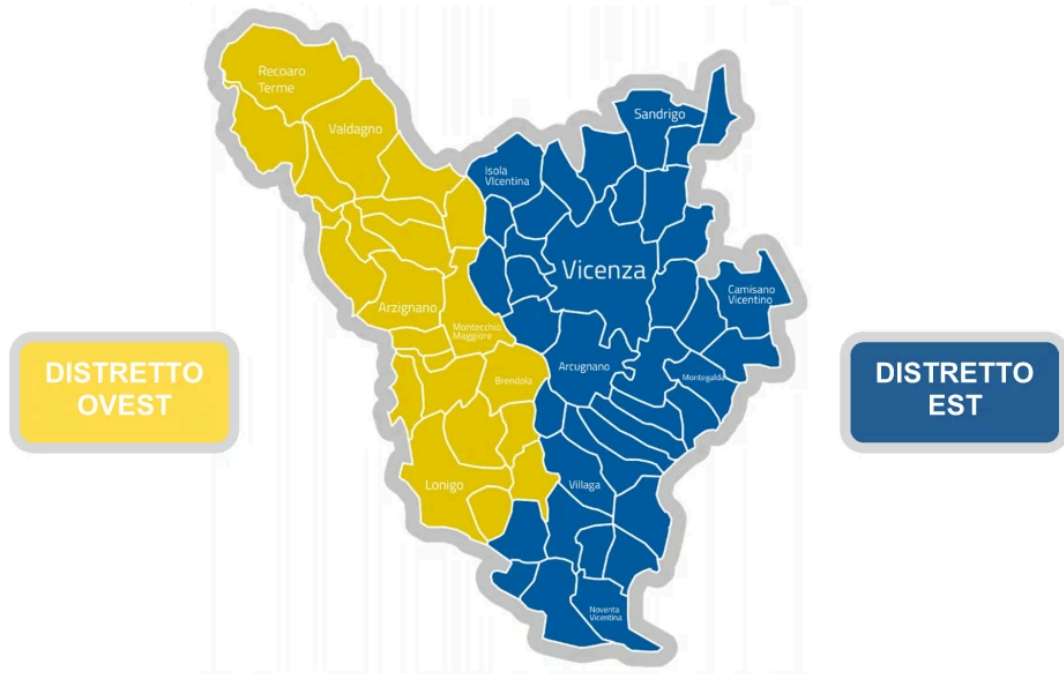 Recoaro
Terme
Valdagno
Sandrigo
Isola
VIcentina
Vicenza
Camisano
Vicentino
Arzignano
Montecchio
Maggiore
Arcugnano
Brendola
Montegalda
DISTRETTO
OVEST
DISTRETTO
EST
Lonigo
Villaga
Noventa
Vicentina